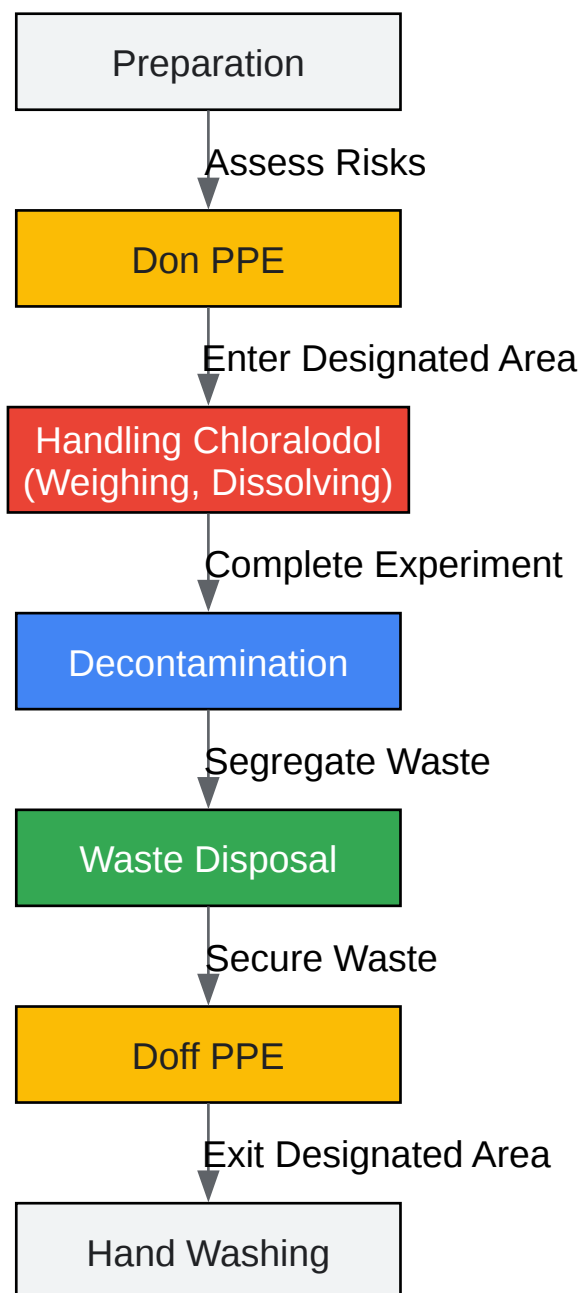 Preparation
Assess Risks
Don PPE
Enter Designated Area
Handling Chloralodol
(Weighing, Dissolving)
Complete Experiment
Decontamination
Segregate Waste
Waste Disposal
Secure Waste
Doff PPE
Exit Designated Area
Hand Washing